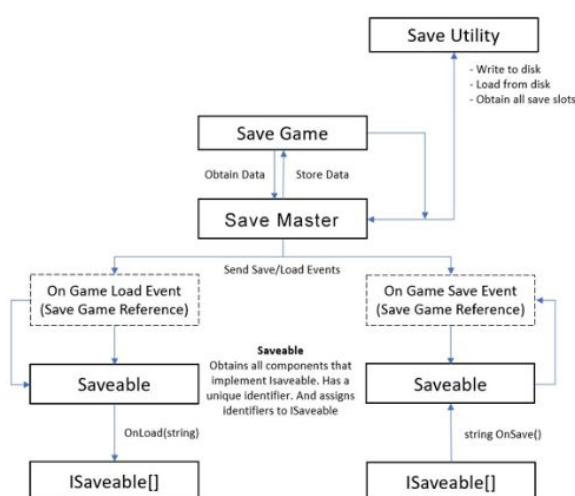 Save Utility
- Write to disk
- Load from disk
- Obtain all save slots
Save Game
Obtain Data
Store Data
Save Master
Send Save/Load Events
On Game Load Event
(Save Game Reference)
On Game Save Event
(Save Game Reference)
Saveable
Saveable
Obtains all components that
implement Isaveable. Has a
unique identifier. And assigns
identifiers to ISaveable
Saveable
OnLoad(string)
string OnSave()
ISaveable[]
ISaveable[]